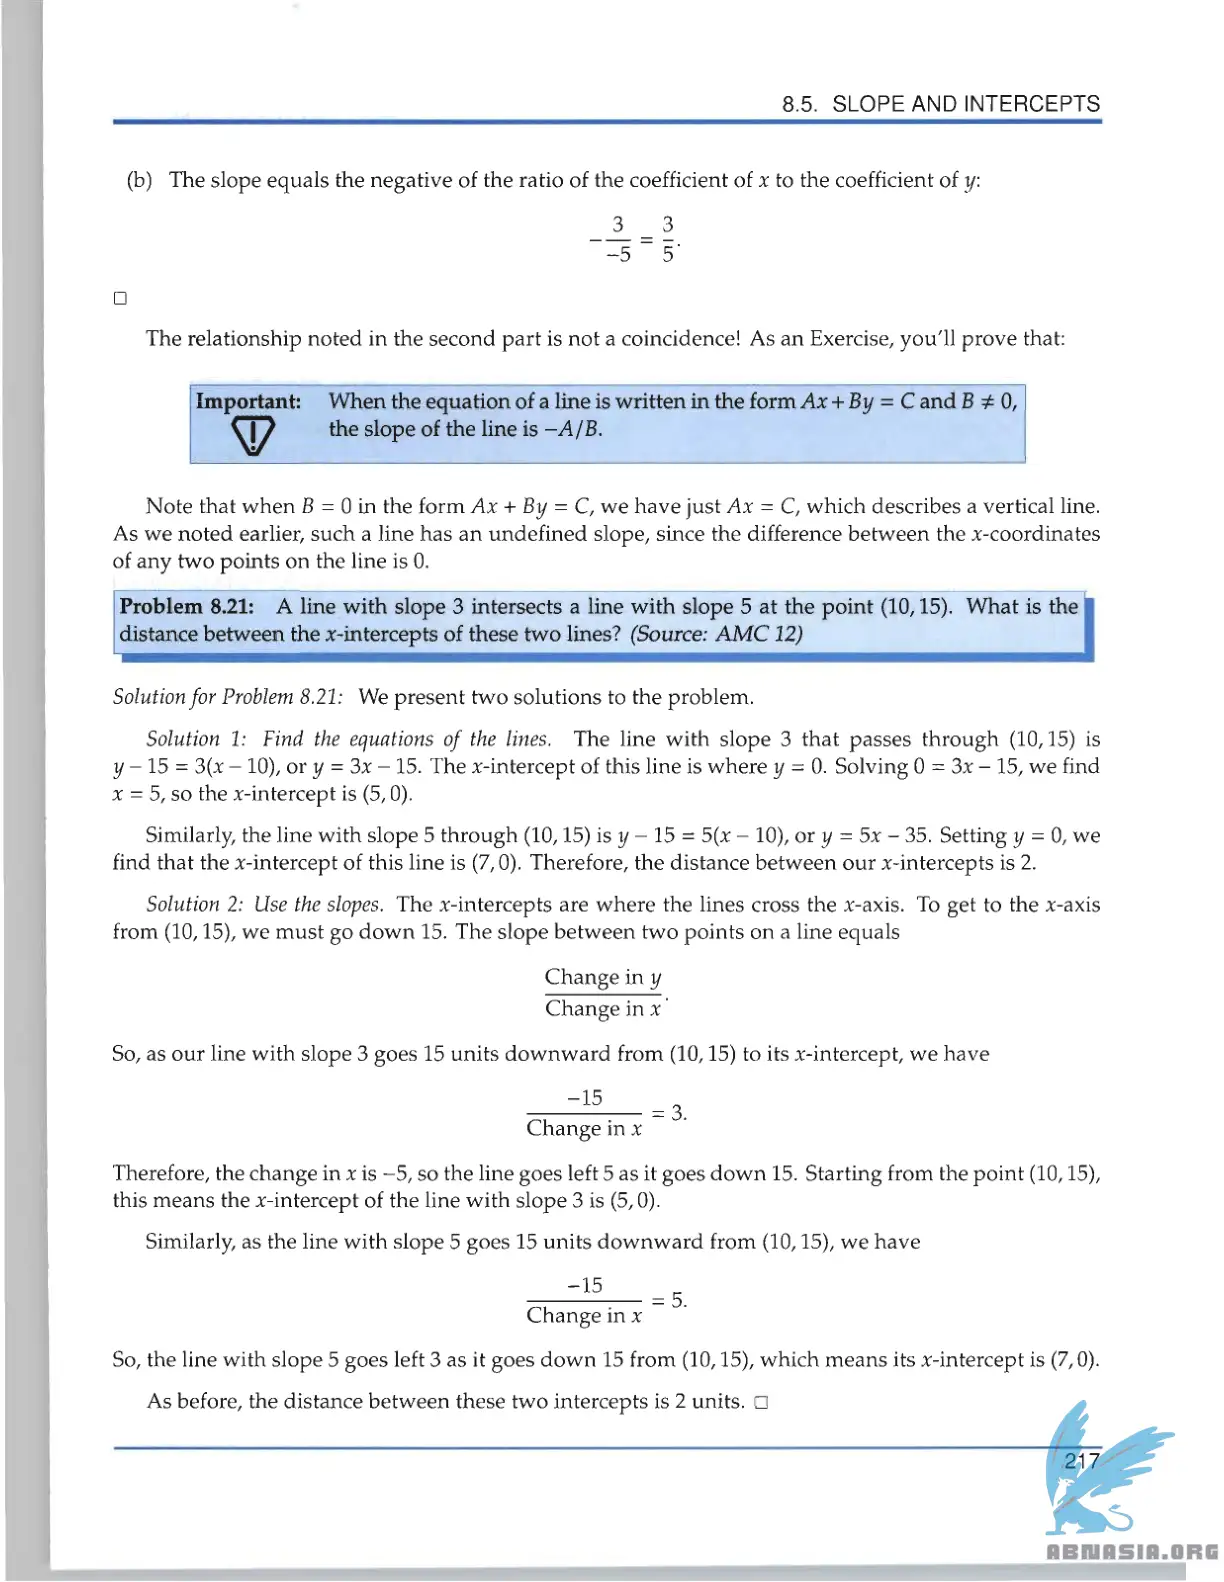 8.5. SLOPE AND INTERCEPTS
(b) The slope equals the negative of the ratio of the coefficient of x to the coefficient of y:
−3/−5 = 3/5.
□
The relationship noted in the second part is not a coincidence! As an Exercise, you'll prove that:
Important: When the equation of a line is written in the form Ax + By = C and B ≠ 0,
the slope of the line is −A/B.
Note that when B = 0 in the form Ax + By = C, we have just Ax = C, which describes a vertical line.
As we noted earlier, such a line has an undefined slope, since the difference between the x-coordinates
of any two points on the line is 0.
Problem 8.21: A line with slope 3 intersects a line with slope 5 at the point (10, 15). What is the
distance between the x-intercepts of these two lines? (Source: AMC 12)
Solution for Problem 8.21: We present two solutions to the problem.
Solution 1: Find the equations of the lines. The line with slope 3 that passes through (10, 15) is
y − 15 = 3(x − 10), or y = 3x − 15. The x-intercept of this line is where y = 0. Solving 0 = 3x − 15, we find
x = 5, so the x-intercept is (5, 0).
Similarly, the line with slope 5 through (10, 15) is y − 15 = 5(x − 10), or y = 5x − 35. Setting y = 0, we
find that the x-intercept of this line is (7, 0). Therefore, the distance between our x-intercepts is 2.
Solution 2: Use the slopes. The x-intercepts are where the lines cross the x-axis. To get to the x-axis
from (10, 15), we must go down 15. The slope between two points on a line equals
Change in y
Change in x.
So, as our line with slope 3 goes 15 units downward from (10, 15) to its x-intercept, we have
−15
Change in x = 3.
Therefore, the change in x is −5, so the line goes left 5 as it goes down 15. Starting from the point (10, 15),
this means the x-intercept of the line with slope 3 is (5, 0).
Similarly, as the line with slope 5 goes 15 units downward from (10, 15), we have
−15
Change in x = 5.
So, the line with slope 5 goes left 3 as it goes down 15 from (10, 15), which means its x-intercept is (7, 0).
As before, the distance between these two intercepts is 2 units. □
217
ABNASIA.ORG